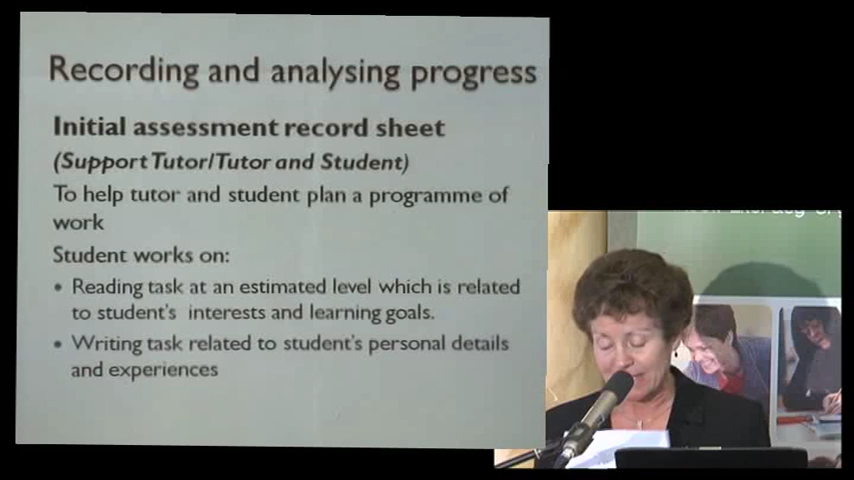 Recording and analysing progress
Initial assessment record sheet
(Support Tutor/Tutor and Student)
To help tutor and student plan a programme of
work
Student works on:
• Reading task at an estimated level which is related
to student's interests and learning goals.
• Writing task related to student's personal details
and experiences